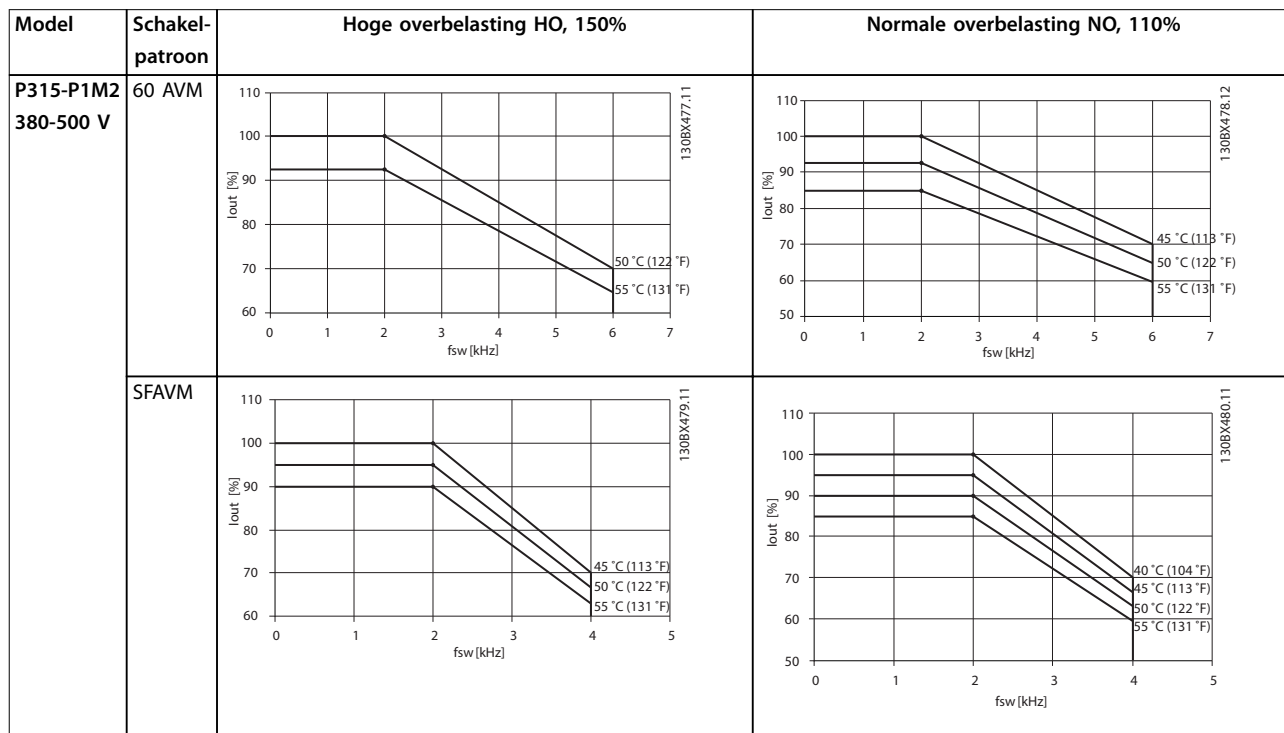 Model
Schakel-
patroon
Hoge overbelasting HO, 150%
Normale overbelasting NO, 110%
P315-P1M2
380-500 V
60 AVM
110
100
90
80
70
60
Iout [%]
0 1 2 3 4 5 6 7
fsw [kHz]
50 ˚C (122 ˚F)
55 ˚C (131 ˚F)
130BX477.11
110
100
90
80
70
60
50
Iout [%]
0 1 2 3 4 5 6 7
fsw [kHz]
45 ˚C (113 ˚F)
50 ˚C (122 ˚F)
55 ˚C (131 ˚F)
130BX478.12
SFAVM
110
100
90
80
70
60
Iout [%]
0 1 2 3 4 5
fsw [kHz]
45 ˚C (113 ˚F)
50 ˚C (122 ˚F)
55 ˚C (131 ˚F)
130BX479.11
110
100
90
80
70
60
50
Iout [%]
0 1 2 3 4 5
fsw [kHz]
40 ˚C (104 ˚F)
45 ˚C (113 ˚F)
50 ˚C (122 ˚F)
55 ˚C (131 ˚F)
130BX480.11